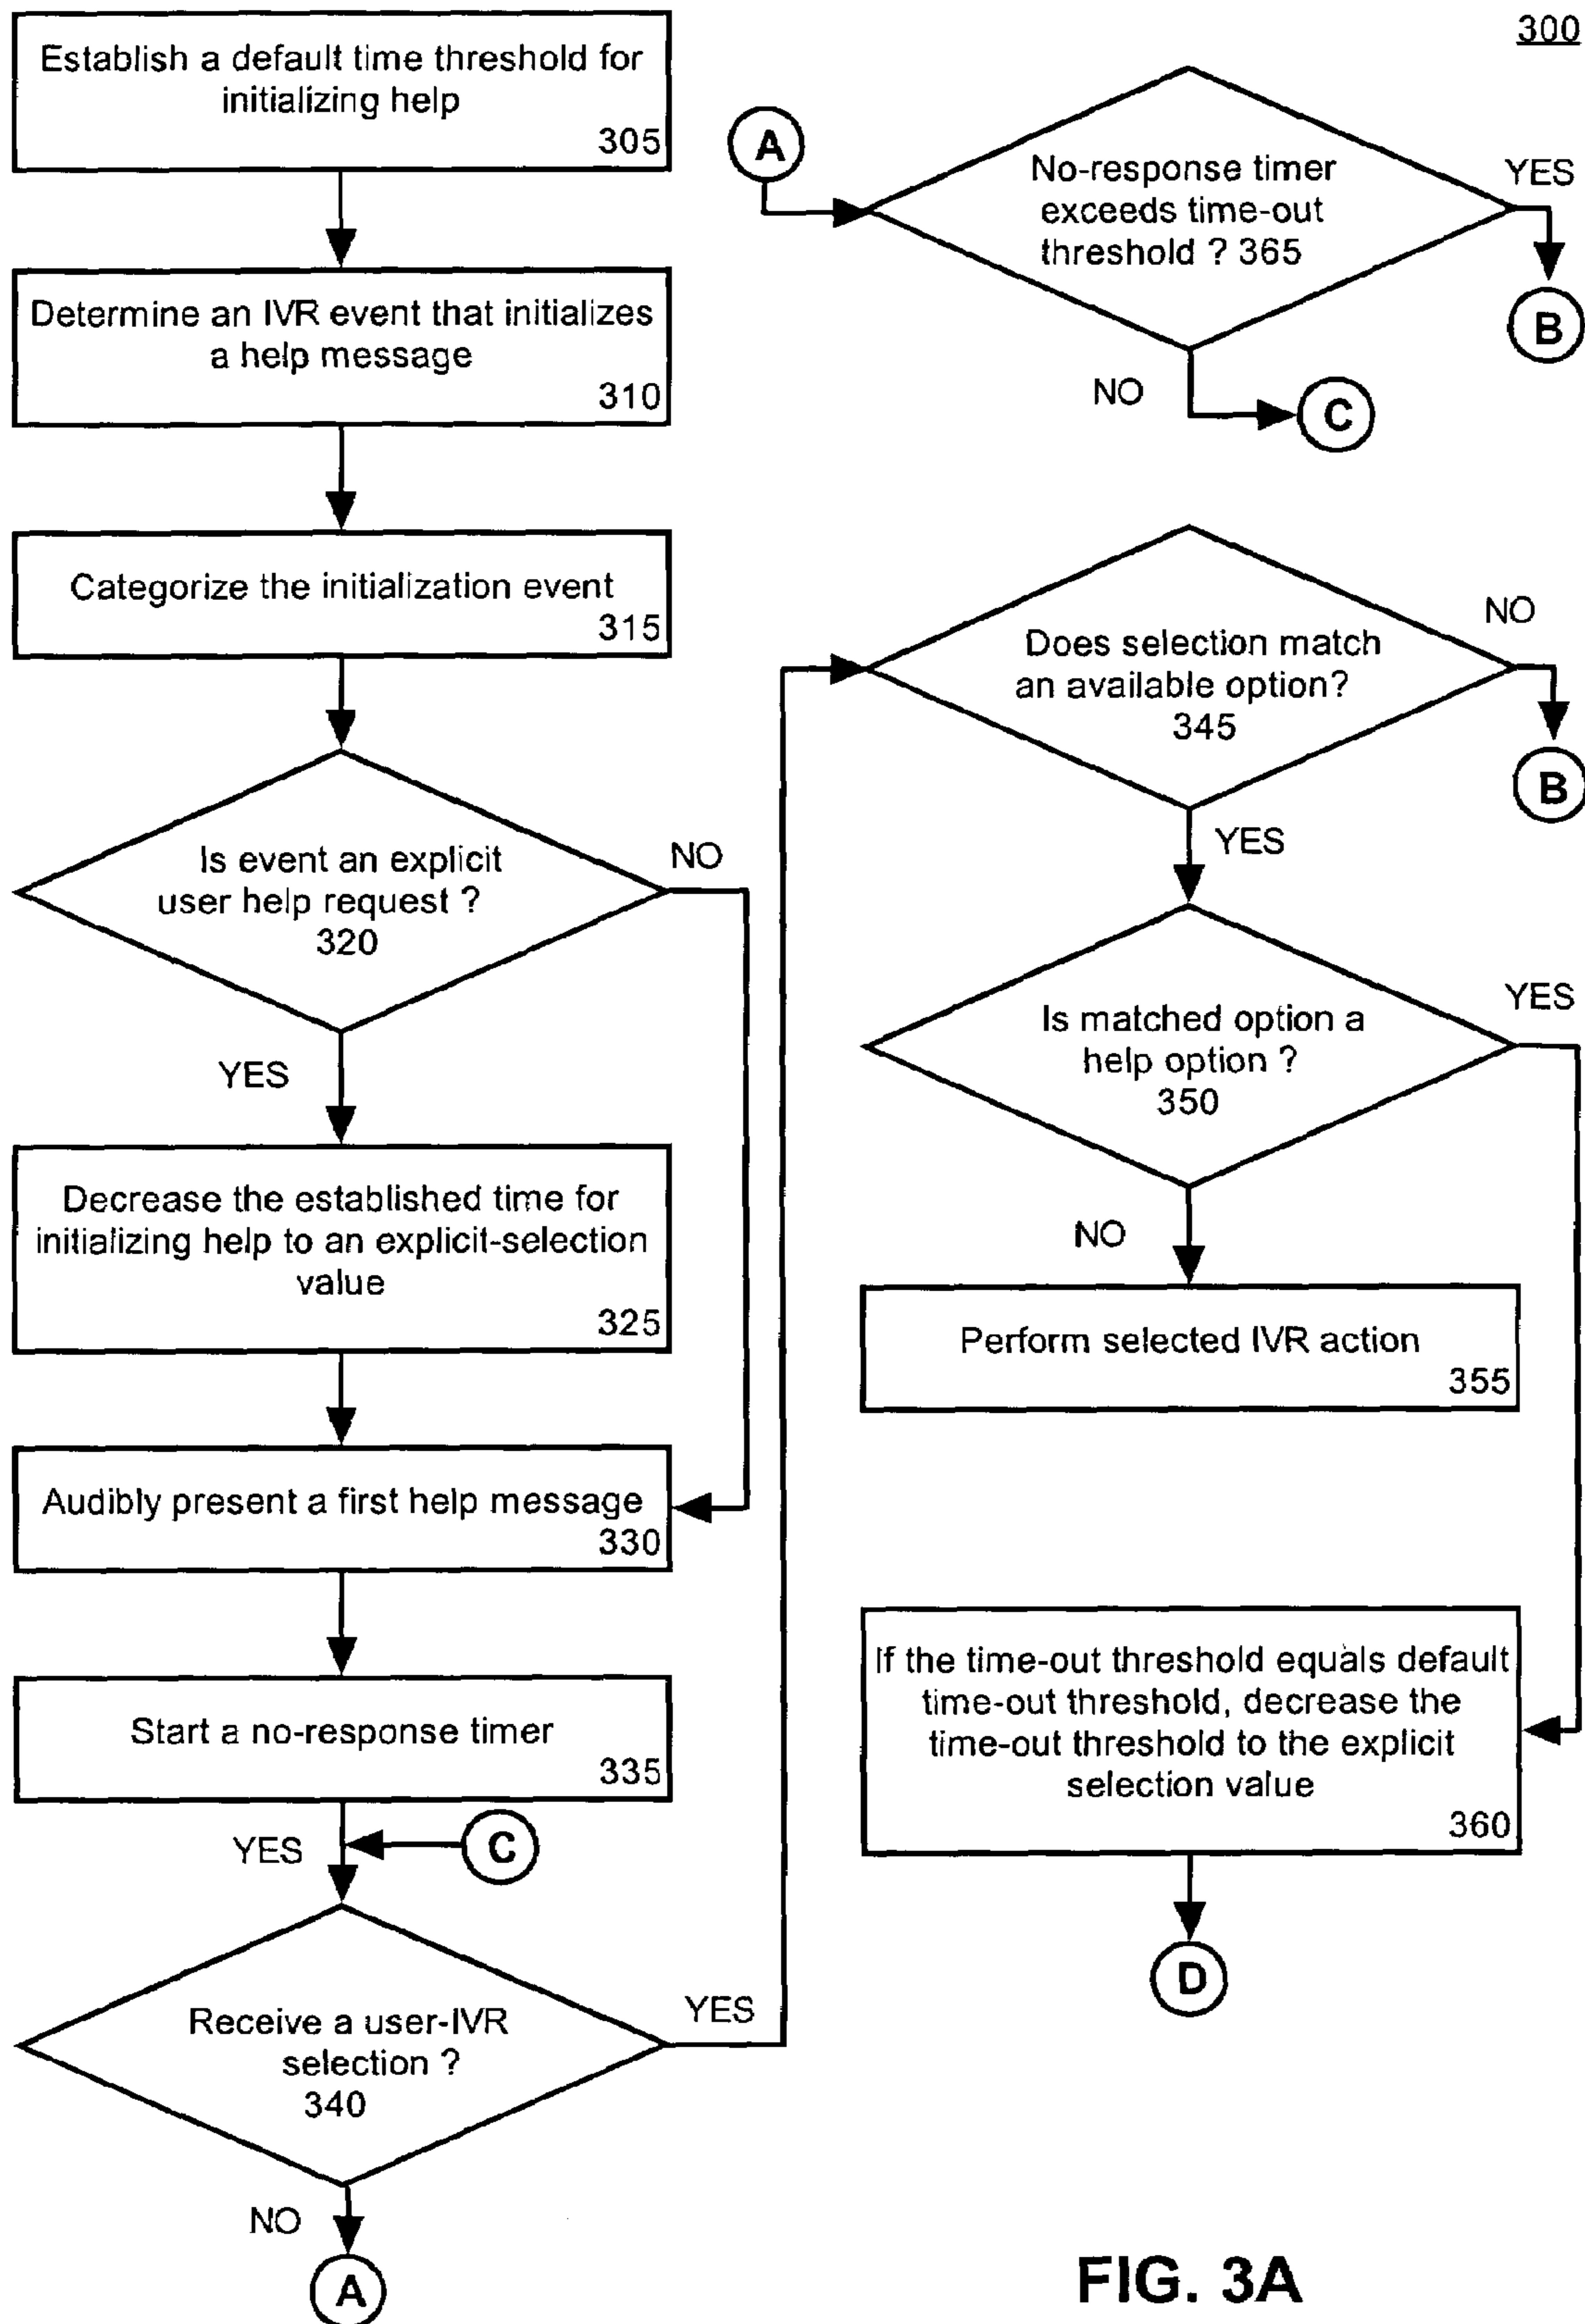 300
Establish a default time threshold for
initializing help
305
Determine an IVR event that initializes
a help message
310
Categorize the initialization event
315
Is event an explicit
user help request ?
320
NO
YES
Decrease the established time for
initializing help to an explicit-selection
value
325
Audibly present a first help message
330
Start a no-response timer
335
YES
C
Receive a user-IVR
selection ?
340
YES
NO
A
A
No-response timer
exceeds time-out
threshold ? 365
YES
B
NO
C
Does selection match
an available option?
345
NO
B
YES
Is matched option a
help option ?
350
YES
NO
Perform selected IVR action
355
If the time-out threshold equals default
time-out threshold, decrease the
time-out threshold to the explicit
selection value
360
D
FIG. 3A